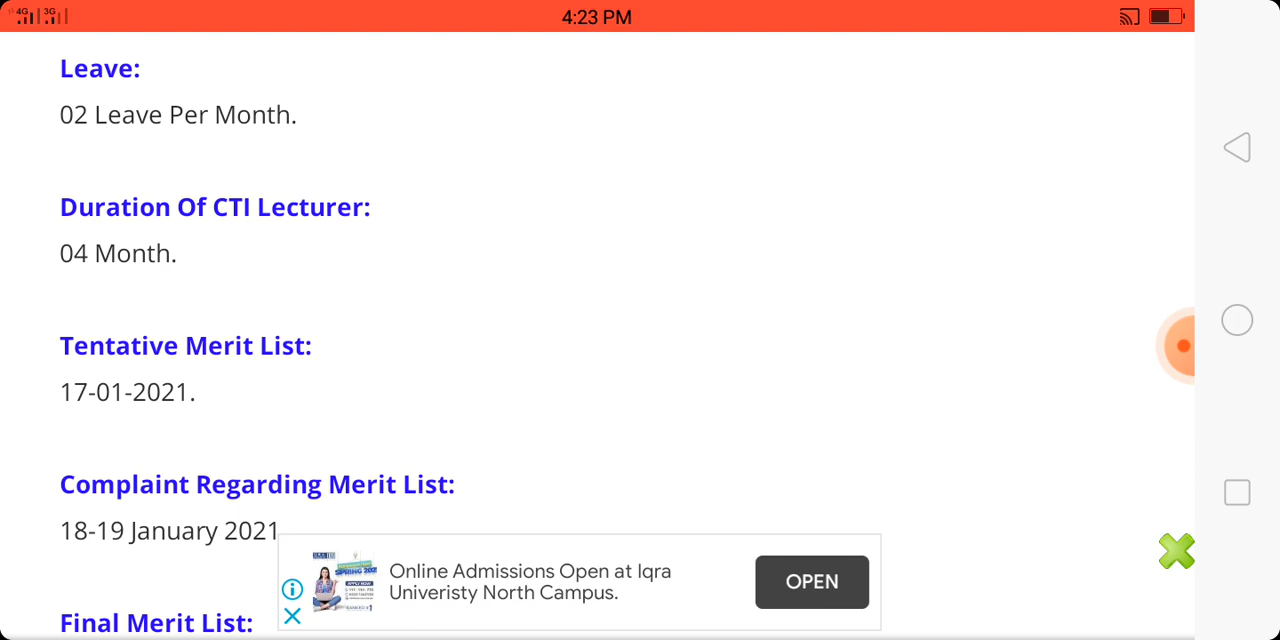 4G 3G 4:23 PM
Leave:
02 Leave Per Month.
Duration Of CTI Lecturer:
04 Month.
Tentative Merit List:
17-01-2021.
Complaint Regarding Merit List:
18-19 January 2021
Online Admissions Open at Iqra
Univeristy North Campus.
OPEN
Final Merit List: